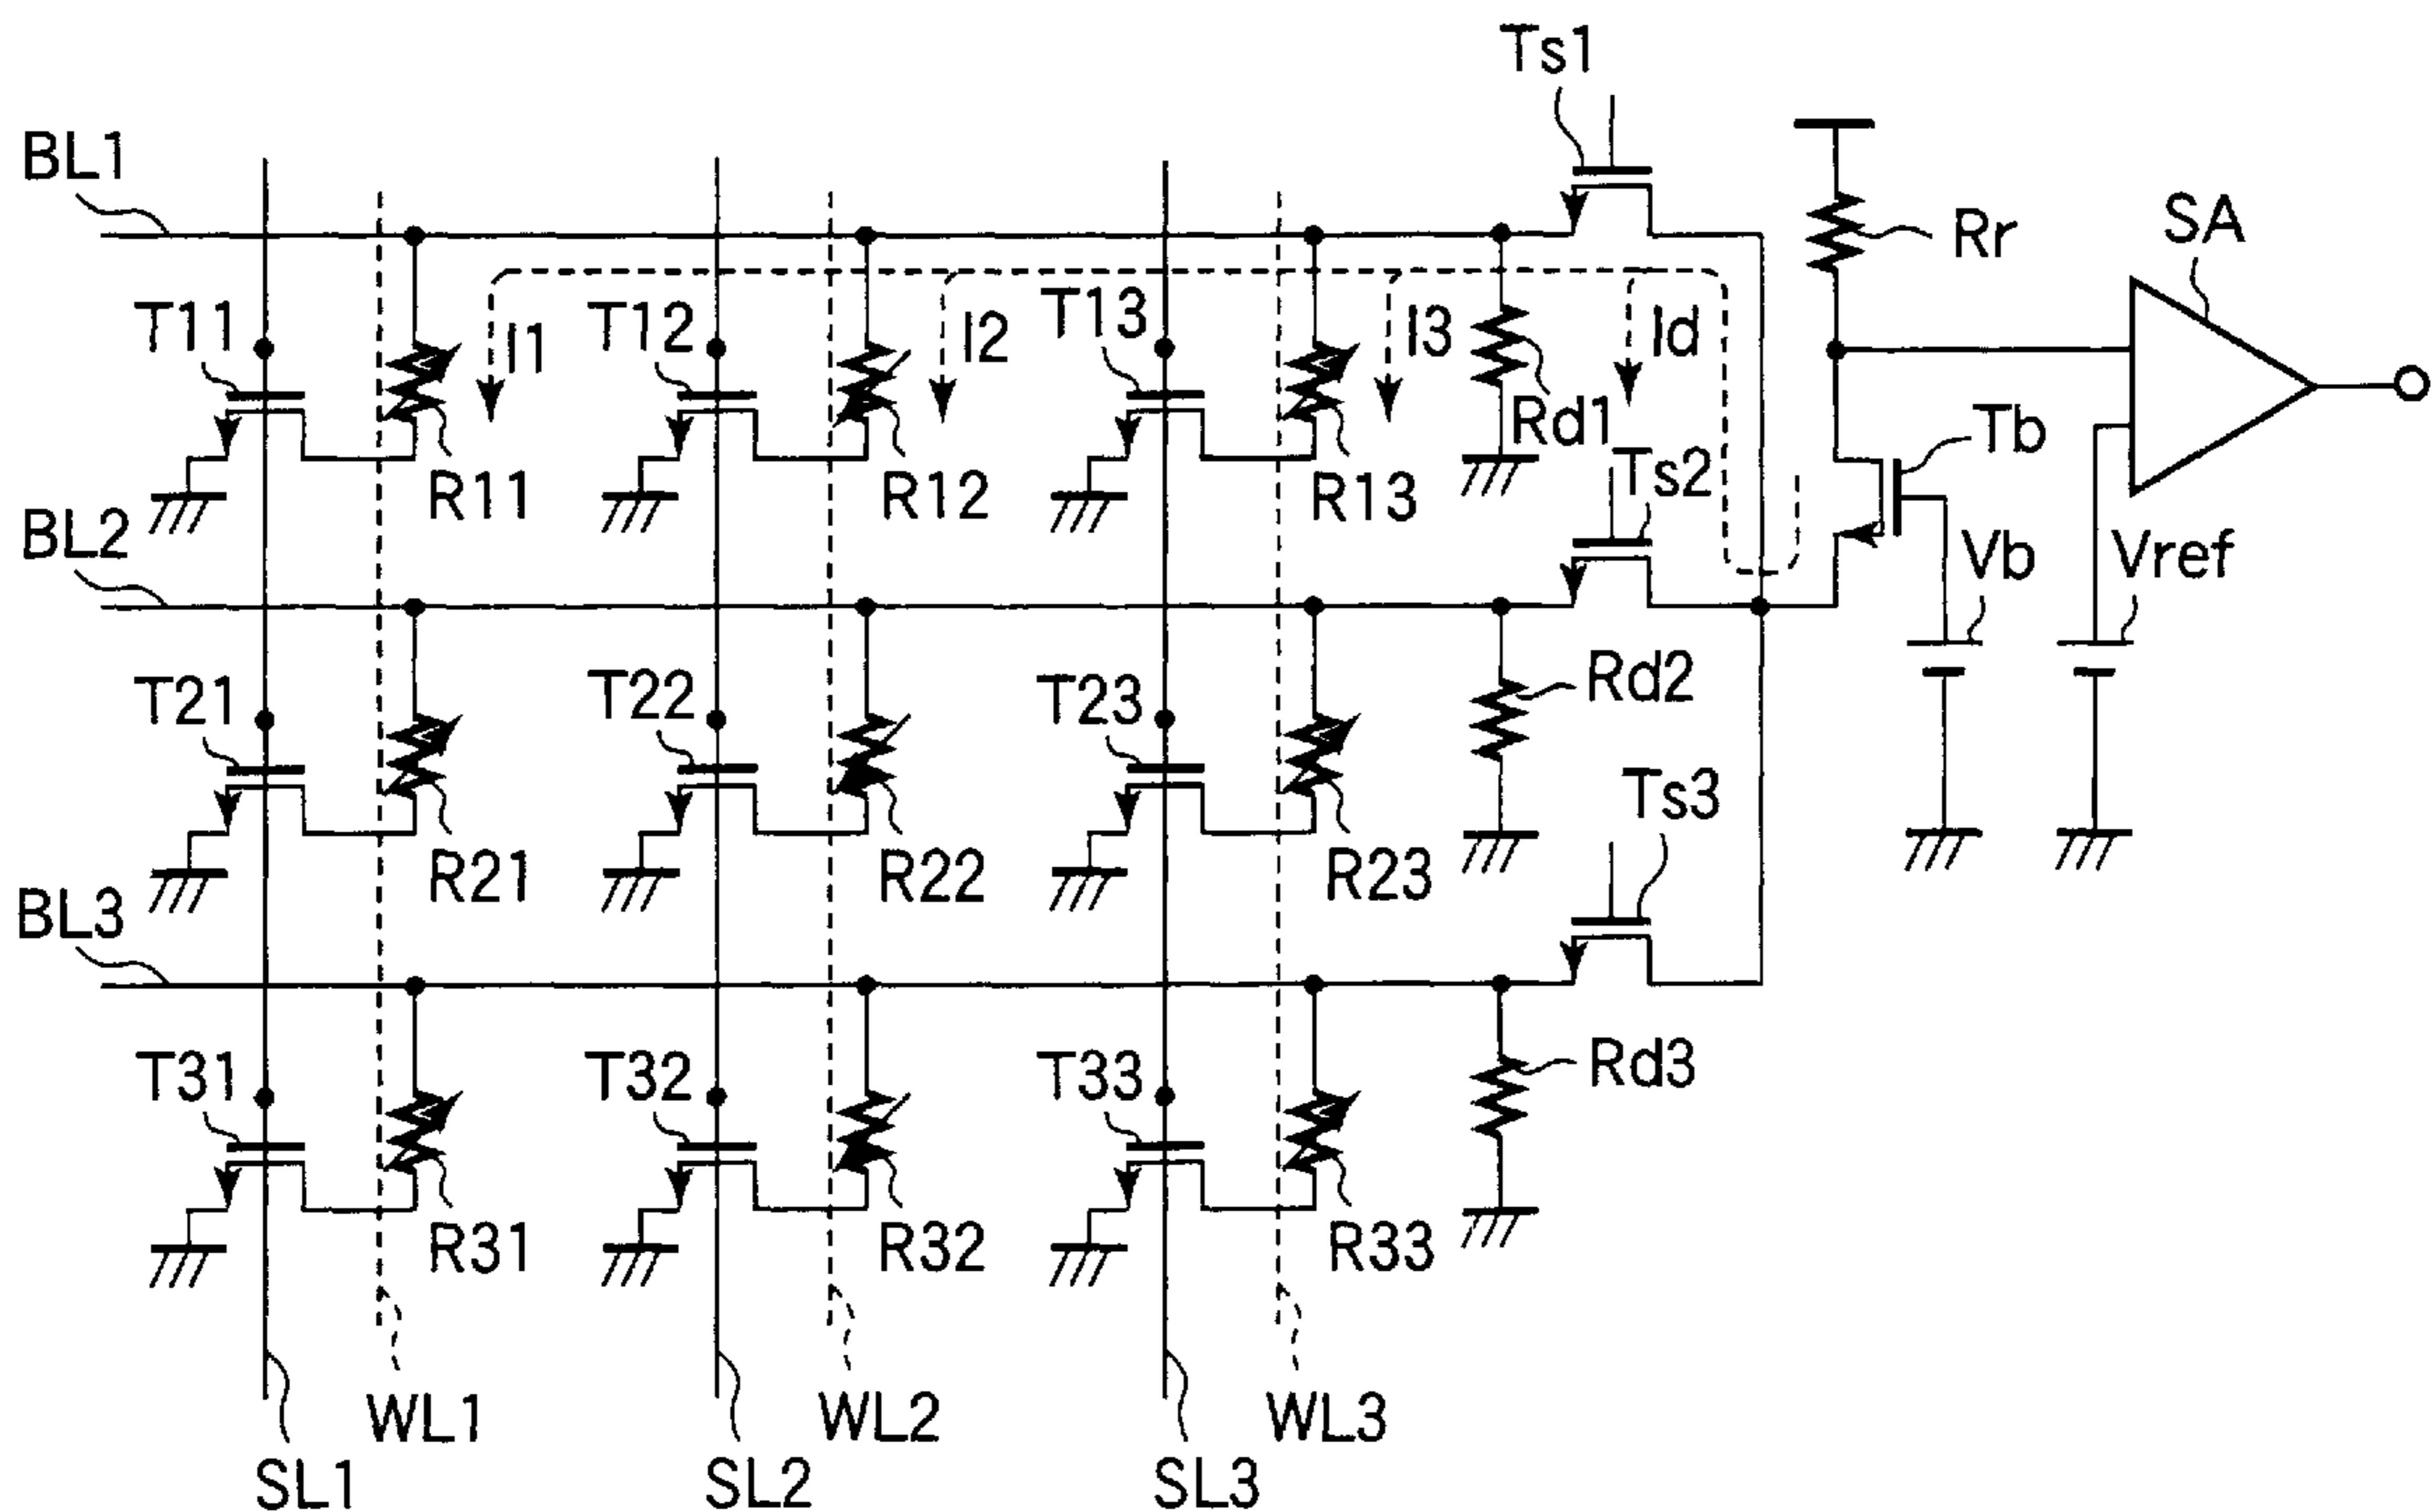 Ts1
BL1
Rr
SA
T11
I1
T12
I2
T13
I3
Id
Rd1
Tb
R11
R12
R13
Ts2
BL2
Vb
Vref
T21
T22
T23
Rd2
Ts3
R21
R22
R23
BL3
T31
T32
T33
Rd3
R31
R32
R33
WL1
WL2
WL3
SL1
SL2
SL3